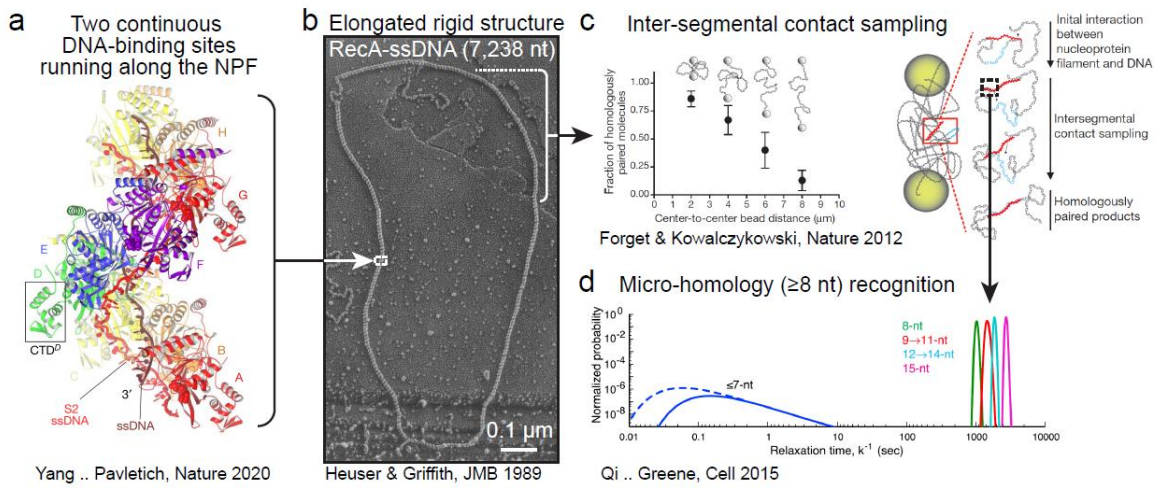 a
Two continuous
DNA-binding sites
running along the NPF
H
G
E
D
F
CTDᴰ
C
B
A
3′
S2
ssDNA
ssDNA
Yang .. Pavletich, Nature 2020
b
Elongated rigid structure
RecA-ssDNA (7,238 nt)
0.1 µm
Heuser & Griffith, JMB 1989
c
Inter-segmental contact sampling
Fraction of homologously
paired molecules
1.00
0.75
0.50
0.25
0.00
0 1 2 3 4 5 6 7 8 9 10
Center-to-center bead distance (µm)
Inital interaction
between
nucleoprotein
filament and DNA
Intersegmental
contact sampling
Homologously
paired products
Forget & Kowalczykowski, Nature 2012
d
Micro-homology (≥8 nt) recognition
Normalized probability
10⁰
10⁻²
10⁻⁴
10⁻⁶
10⁻⁸
≤7-nt
8-nt
9→11-nt
12→14-nt
15-nt
0.01 0.1 1 10 100 1000 10000
Relaxation time, k⁻¹ (sec)
Qi .. Greene, Cell 2015